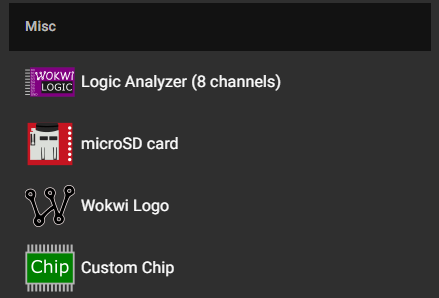 Misc
WOKWI
LOGIC
Logic Analyzer (8 channels)
microSD card
Wokwi Logo
Chip
Custom Chip